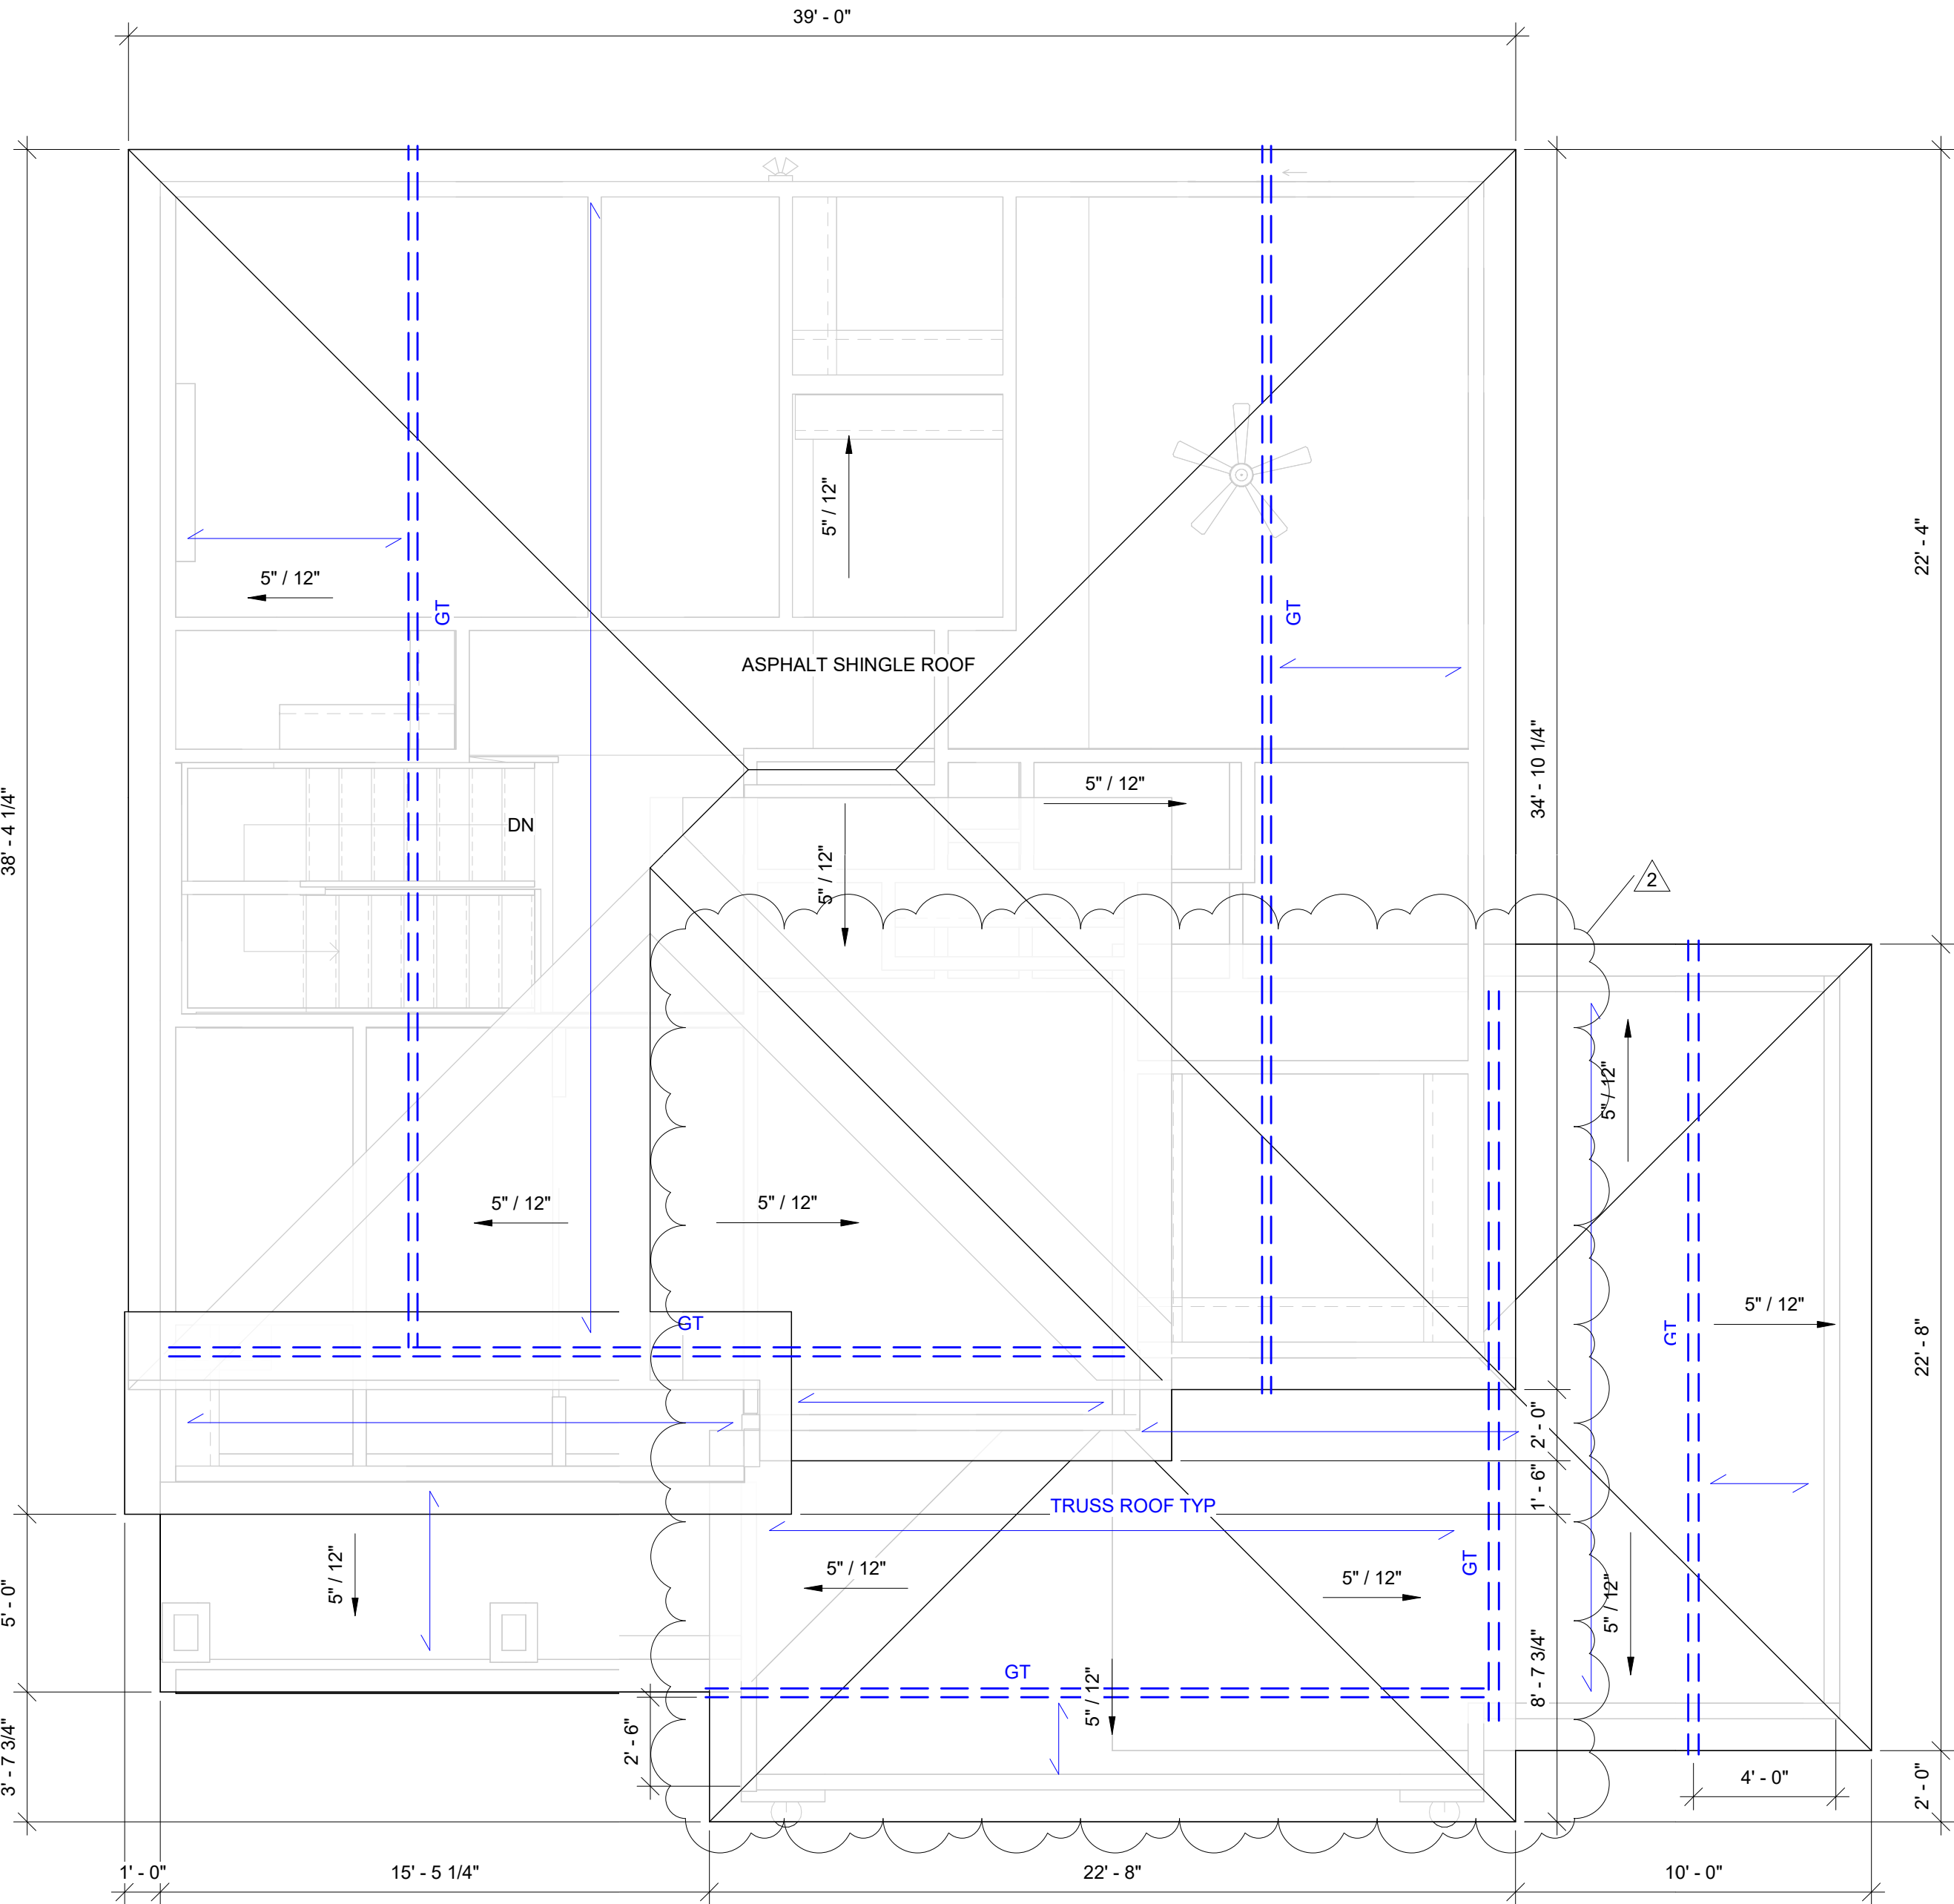 39' - 0"
22' - 4"
5" / 12"
5" / 12"
GT
GT
ASPHALT SHINGLE ROOF
38' - 4 1/4"
34' - 10 1/4"
5" / 12"
DN
5" / 12"
2
5" / 12"
5" / 12"
5" / 12"
5" / 12"
GT
GT
22' - 8"
2' - 0"
1' - 6"
TRUSS ROOF TYP
GT
5" / 12"
5" / 12"
5" / 12"
5" / 12"
5' - 0"
8' - 7 3/4"
GT
5" / 12"
3' - 7 3/4"
2' - 6"
4' - 0"
2' - 0"
1' - 0"
15' - 5 1/4"
22' - 8"
10' - 0"